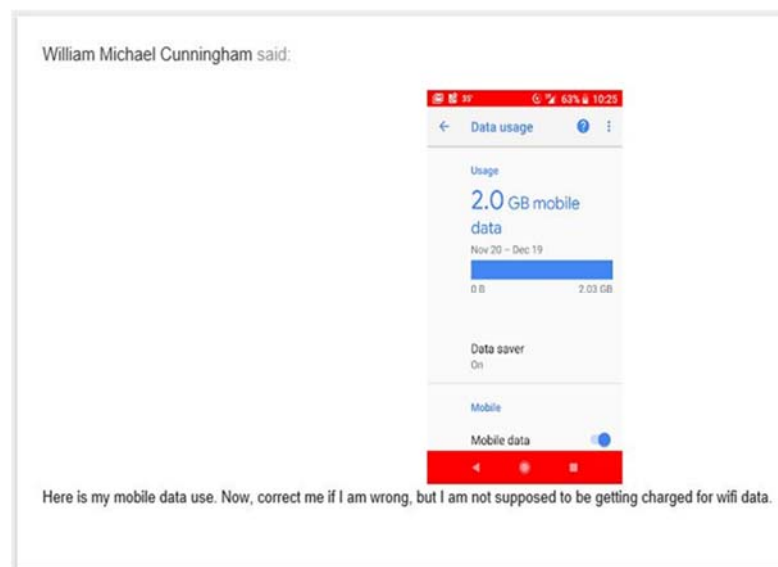 William Michael Cunningham said:
35° 63% 10:25
Data usage
Usage
2.0 GB mobile
data
Nov 20 – Dec 19
0 B 2.03 GB
Data saver
On
Mobile
Mobile data
Here is my mobile data use. Now, correct me if I am wrong, but I am not supposed to be getting charged for wifi data.